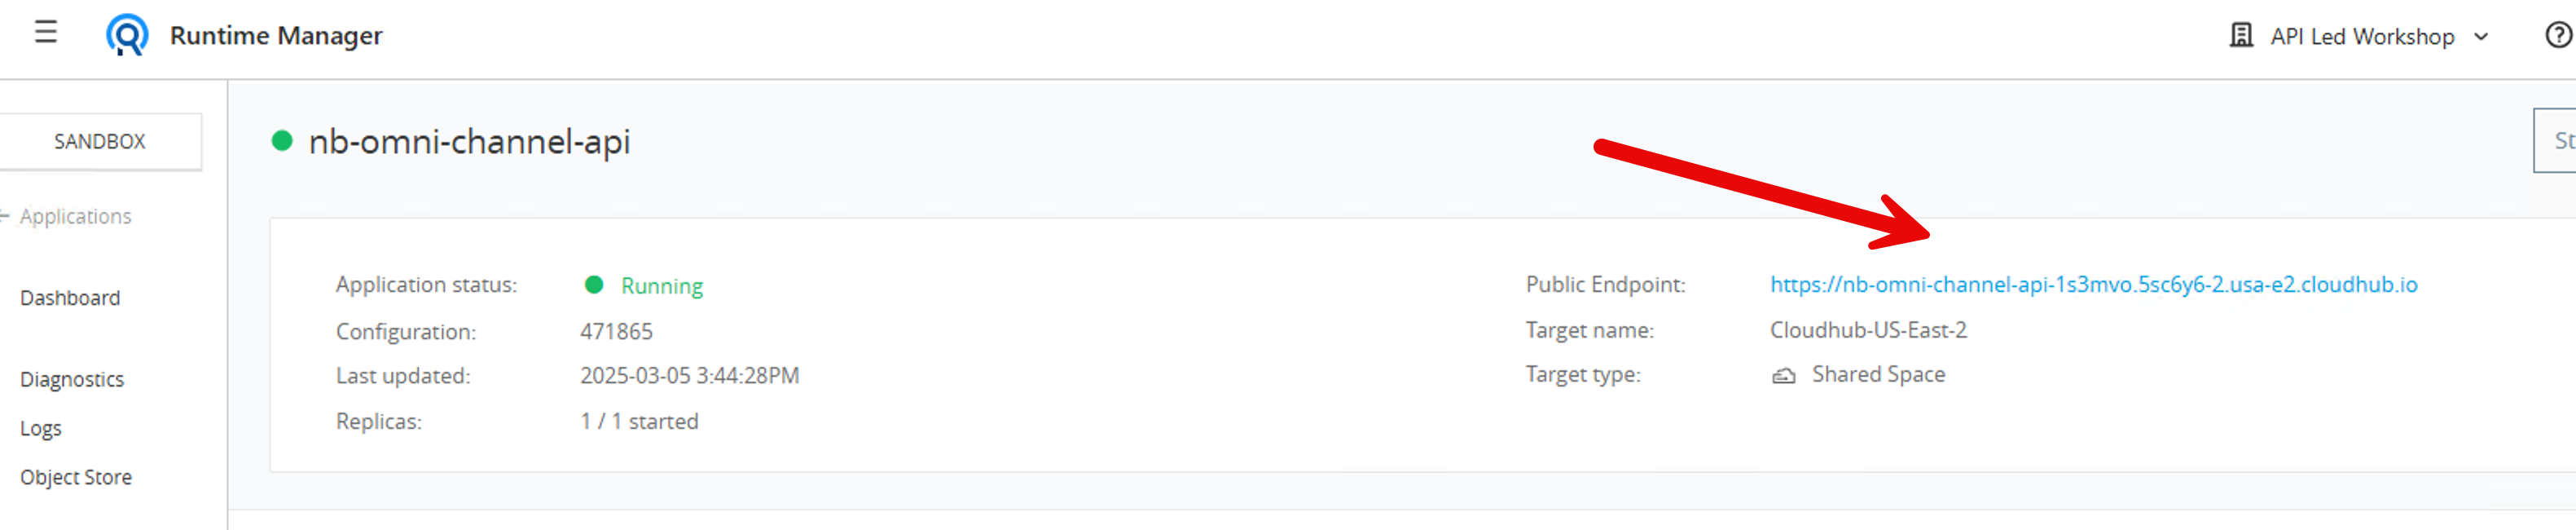 Runtime Manager
API Led Workshop
SANDBOX
nb-omni-channel-api
Applications
Dashboard
Diagnostics
Logs
Object Store
Application status: Running
Configuration: 471865
Last updated: 2025-03-05 3:44:28PM
Replicas: 1 / 1 started
Public Endpoint: https://nb-omni-channel-api-1s3mvo.5sc6y6-2.usa-e2.cloudhub.io
Target name: Cloudhub-US-East-2
Target type: Shared Space